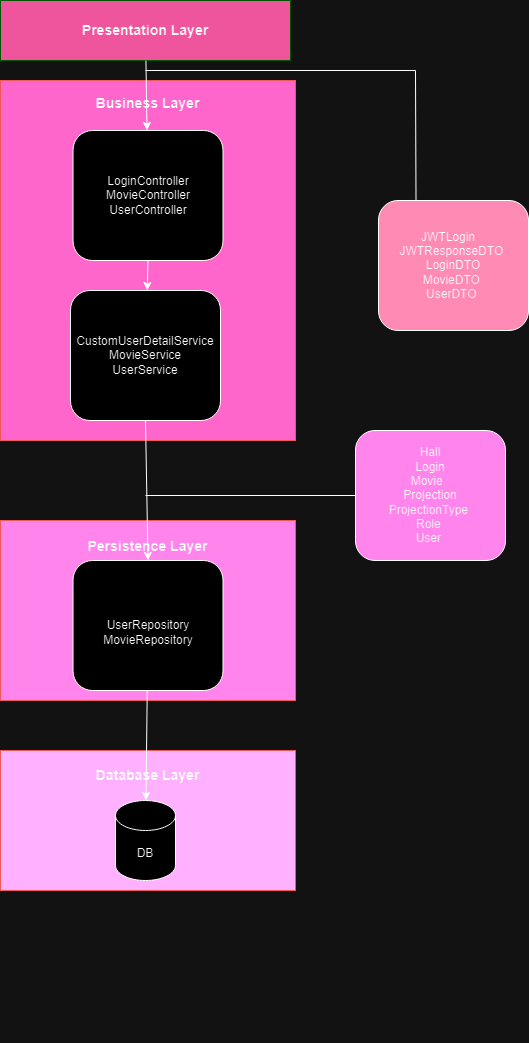 Presentation Layer
Business Layer
LoginController
MovieController
UserController
JWTLogin
JWTResponseDTO
LoginDTO
MovieDTO
UserDTO
CustomUserDetailService
MovieService
UserService
Hall
Login
Movie
Projection
ProjectionType
Role
User
Persistence Layer
UserRepository
MovieRepository
Database Layer
DB